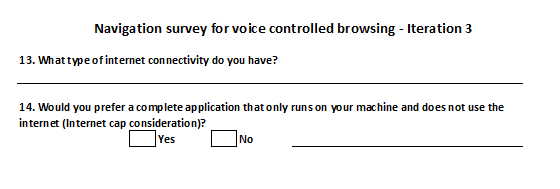 Navigation survey for voice controlled browsing - Iteration 3
13. What type of internet connectivity do you have?
14. Would you prefer a complete application that only runs on your machine and does not use the
internet (Internet cap consideration)?
Yes No